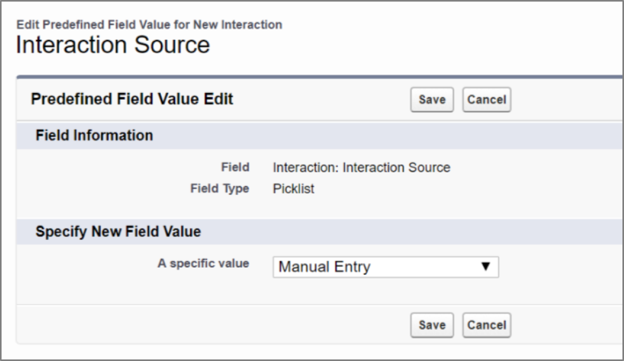 Edit Predefined Field Value for New Interaction
Interaction Source
Predefined Field Value Edit Save Cancel
Field Information
Field Interaction: Interaction Source
Field Type Picklist
Specify New Field Value
A specific value Manual Entry
Save Cancel